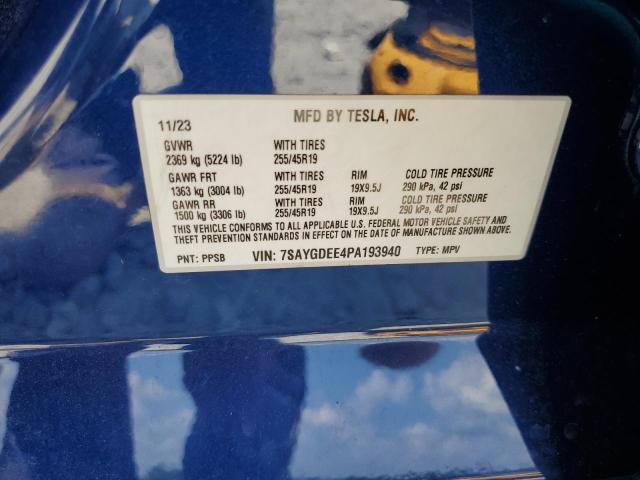 MFD BY TESLA, INC.
11/23
GVWR WITH TIRES
2369 kg (5224 lb) 255/45R19
GAWR FRT WITH TIRES RIM COLD TIRE PRESSURE
1363 kg (3004 lb) 255/45R19 19X9.5J 290 kPa, 42 psi
GAWR RR WITH TIRES RIM COLD TIRE PRESSURE
1500 kg (3306 lb) 255/45R19 19X9.5J 290 kPa, 42 psi
THIS VEHICLE CONFORMS TO ALL APPLICABLE U.S. FEDERAL MOTOR VEHICLE SAFETY AND
THEFT PREVENTION STANDARDS IN EFFECT ON THE DATE OF MANUFACTURE SHOWN ABOVE.
PNT: PPSB VIN: 7SAYGDEE4PA193940 TYPE: MPV